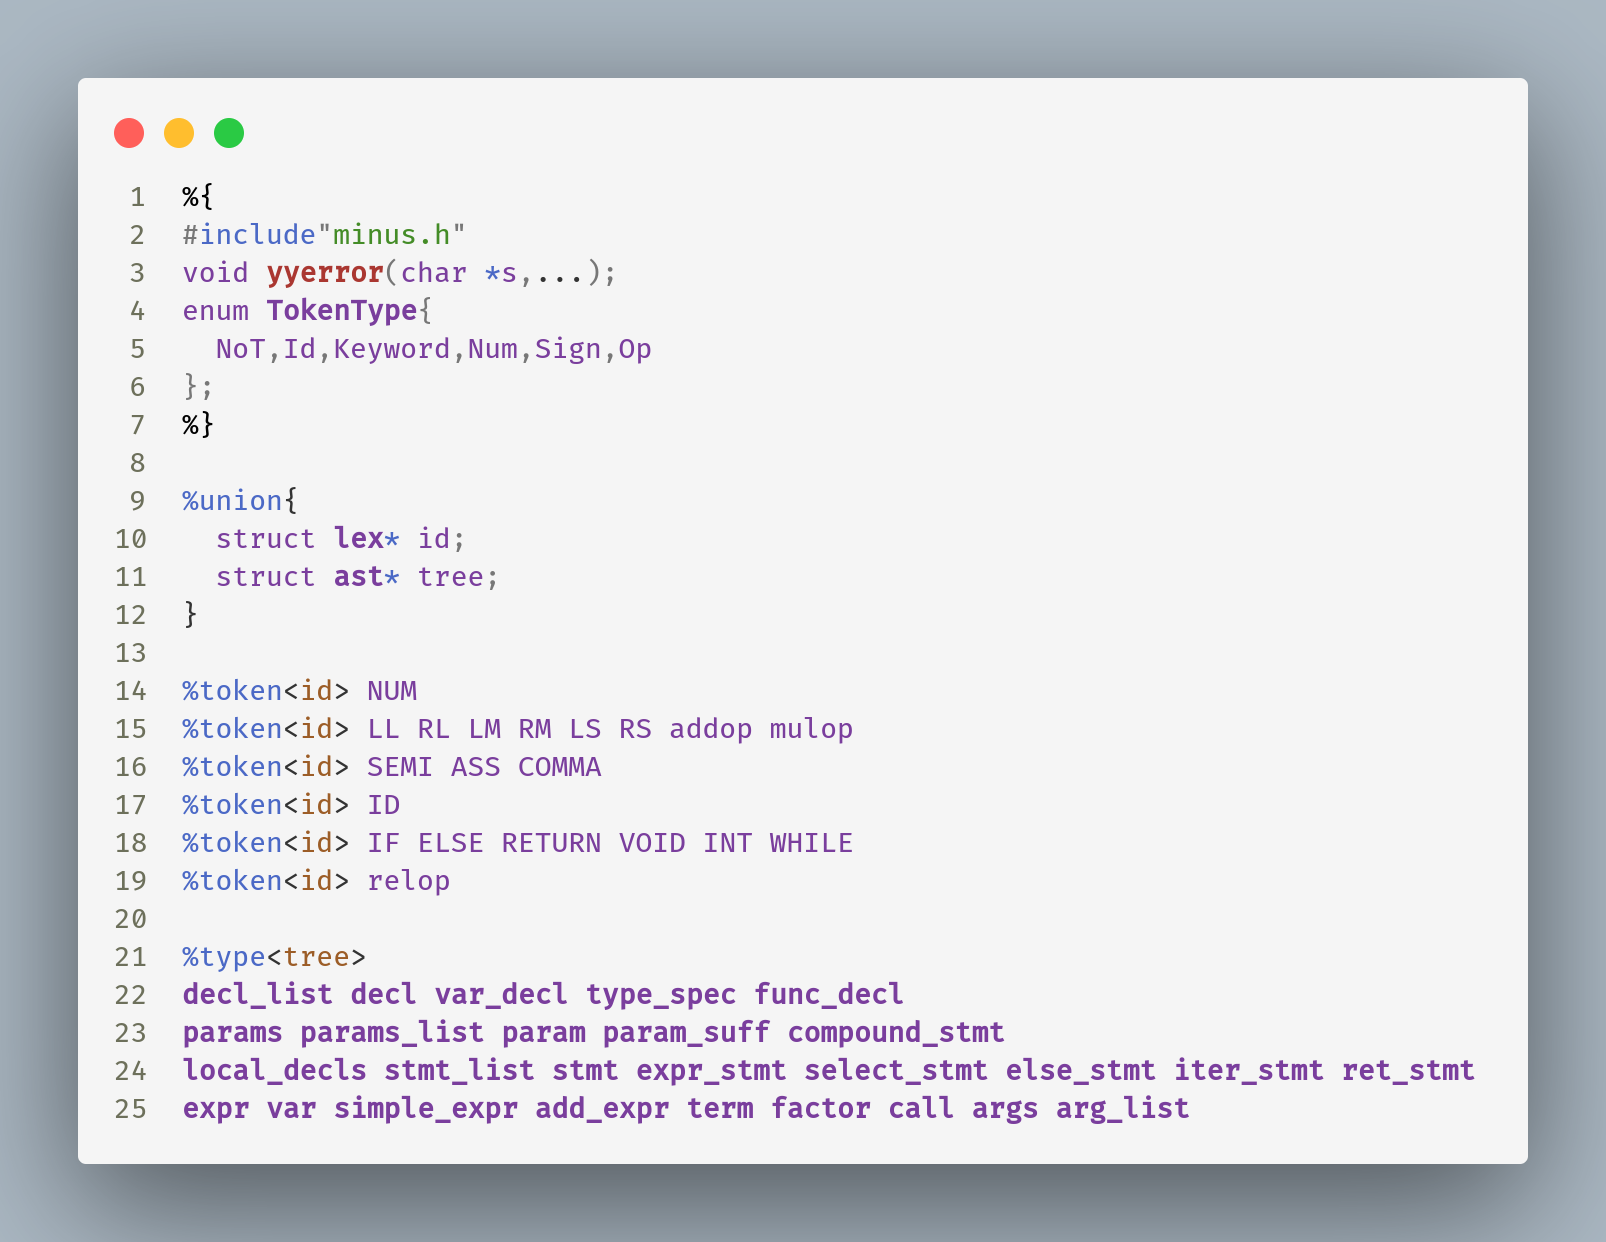 1 %{
2 #include"minus.h"
3 void yyerror(char *s,...);
4 enum TokenType{
5   NoT,Id,Keyword,Num,Sign,Op
6 };
7 %}
8
9 %union{
10   struct lex* id;
11   struct ast* tree;
12 }
13
14 %token<id> NUM
15 %token<id> LL RL LM RM LS RS addop mulop
16 %token<id> SEMI ASS COMMA
17 %token<id> ID
18 %token<id> IF ELSE RETURN VOID INT WHILE
19 %token<id> relop
20
21 %type<tree>
22 decl_list decl var_decl type_spec func_decl
23 params params_list param param_suff compound_stmt
24 local_decls stmt_list stmt expr_stmt select_stmt else_stmt iter_stmt ret_stmt
25 expr var simple_expr add_expr term factor call args arg_list